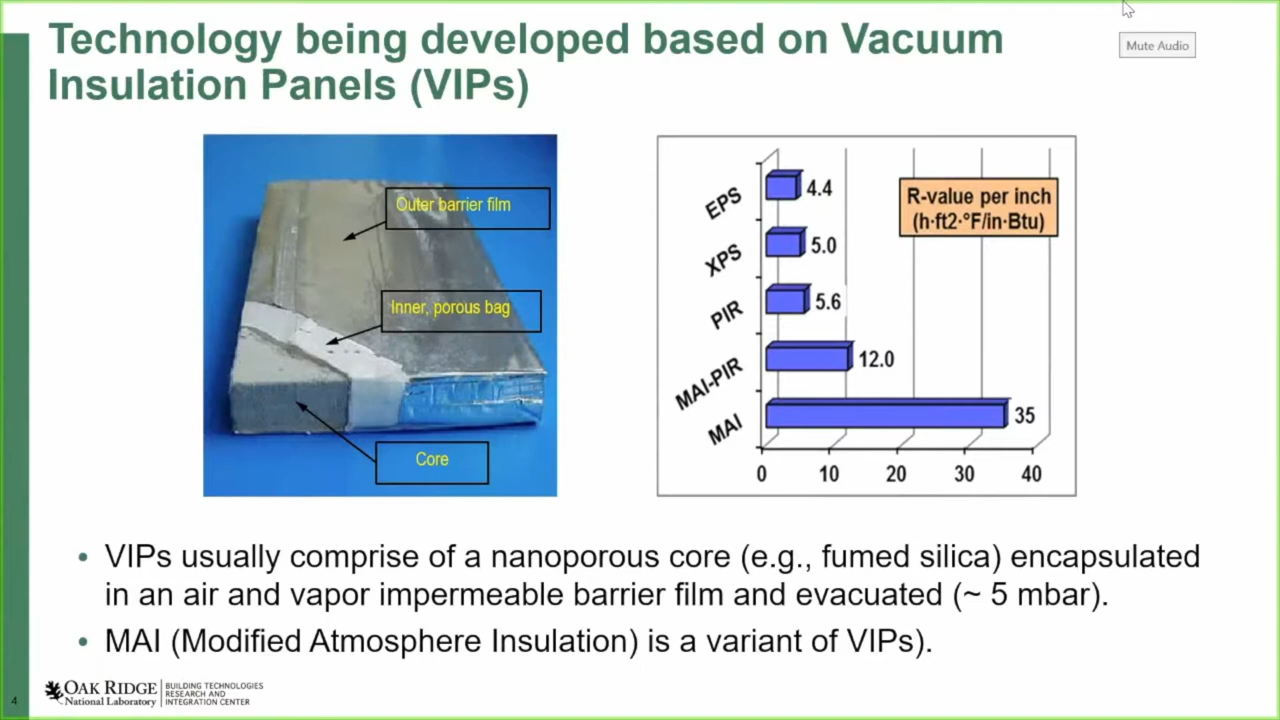 Technology being developed based on Vacuum
Insulation Panels (VIPs)
Mute Audio
Outer barrier film
Inner, porous bag
Core
R-value per inch
(h·ft2·°F/in·Btu)
EPS 4.4
XPS 5.0
PIR 5.6
MAI-PIR 12.0
MAI 35
0 10 20 30 40
• VIPs usually comprise of a nanoporous core (e.g., fumed silica) encapsulated
in an air and vapor impermeable barrier film and evacuated (~ 5 mbar).
• MAI (Modified Atmosphere Insulation) is a variant of VIPs).
4
OAK RIDGE
National Laboratory
BUILDING TECHNOLOGIES
RESEARCH AND
INTEGRATION CENTER